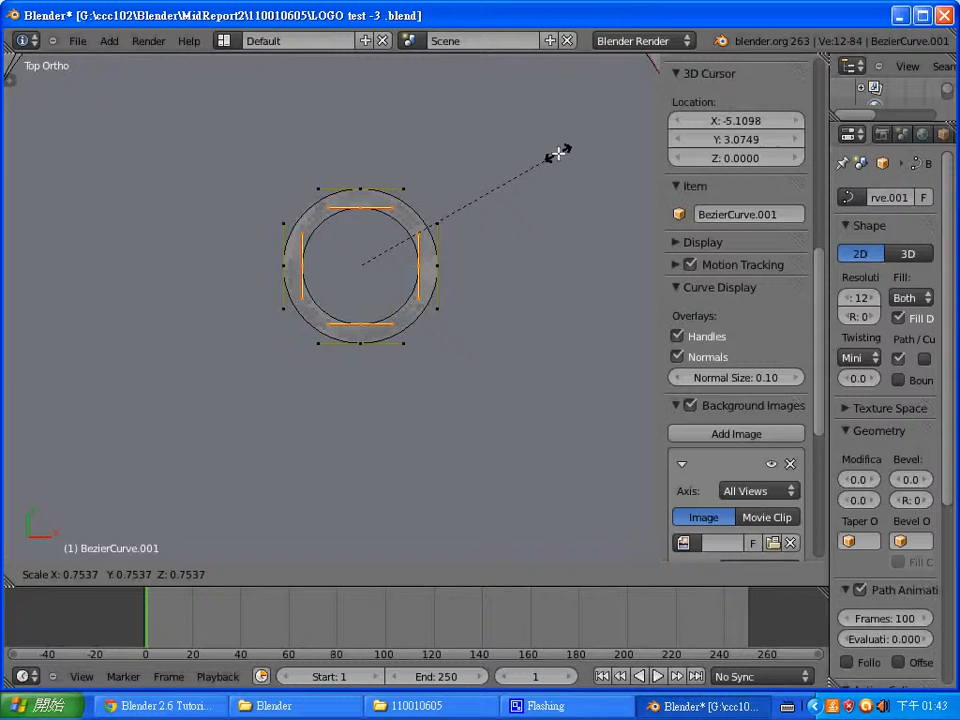 Blender* [G:\ccc102\Blender\MidReport2\110010605\LOGO test -3 .blend]
File Add Render Help Default Scene Blender Render blender.org 263 | Ve:12-84 | BezierCurve.001
Top Ortho
3D Cursor
Location:
X: -5.1098
Y: 3.0749
Z: 0.0000
Item
BezierCurve.001
Display
Motion Tracking
Curve Display
Overlays:
Handles
Normals
Normal Size: 0.10
Background Images
Add Image
Axis: All Views
Image Movie Clip
F
View Sear
B
rve.001 F
Shape
2D 3D
Resoluti Fill:
: 12 Both
R: 0 Fill D
Twisting Path / Cu
Mini
0.0 Boun
Texture Space
Geometry
Modifica Bevel:
0.0 0.0
0.0 R: 0
Taper O Bevel O
Fill C
Path Animati
Frames: 100
Evaluati: 0.000
Follo Offse
(1) BezierCurve.001
Scale X: 0.7537 Y: 0.7537 Z: 0.7537
-40 -20 0 20 40 60 80 100 120 140 160 180 200 220 240 260
View Marker Frame Playback Start: 1 End: 250 1 No Sync
開始 Blender 2.6 Tutori... Blender 110010605 Flashing Blender* [G:\ccc10... 下午 01:43